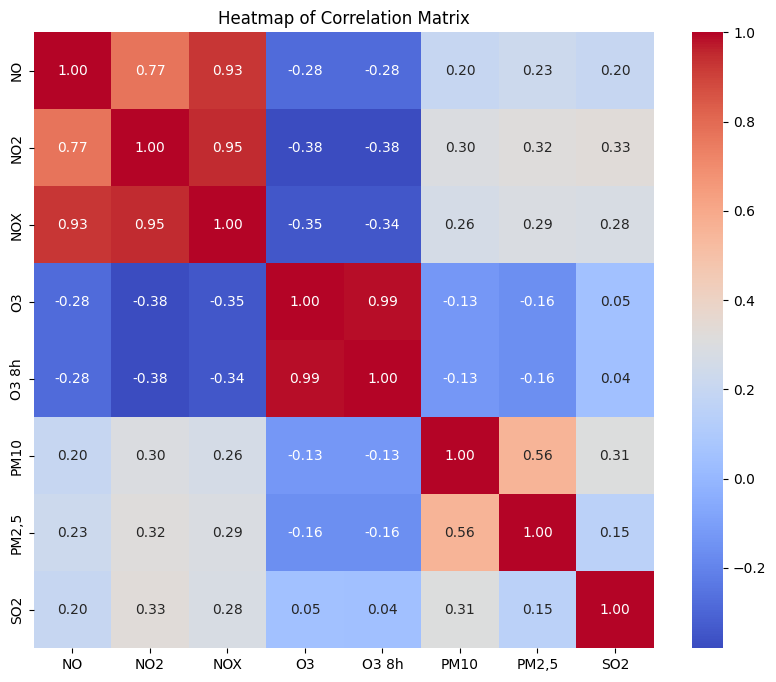 Heatmap of Correlation Matrix
NO 1.00 0.77 0.93 -0.28 -0.28 0.20 0.23 0.20
NO2 0.77 1.00 0.95 -0.38 -0.38 0.30 0.32 0.33
NOX 0.93 0.95 1.00 -0.35 -0.34 0.26 0.29 0.28
O3 -0.28 -0.38 -0.35 1.00 0.99 -0.13 -0.16 0.05
O3 8h -0.28 -0.38 -0.34 0.99 1.00 -0.13 -0.16 0.04
PM10 0.20 0.30 0.26 -0.13 -0.13 1.00 0.56 0.31
PM2,5 0.23 0.32 0.29 -0.16 -0.16 0.56 1.00 0.15
SO2 0.20 0.33 0.28 0.05 0.04 0.31 0.15 1.00
NO NO2 NOX O3 O3 8h PM10 PM2,5 SO2
1.0
0.8
0.6
0.4
0.2
0.0
−0.2